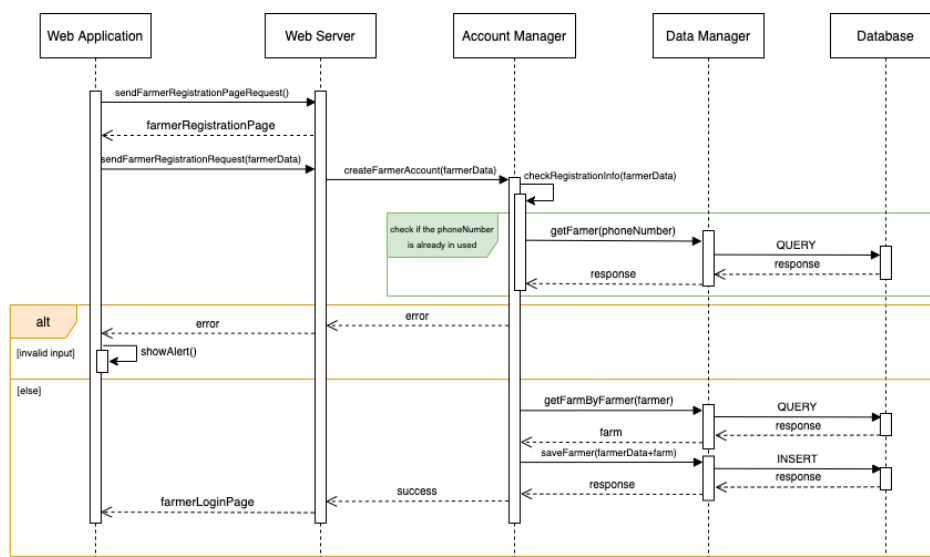 Web Application
Web Server
Account Manager
Data Manager
Database
sendFarmerRegistrationPageRequest()
farmerRegistrationPage
sendFarmerRegistrationRequest(farmerData)
createFarmerAccount(farmerData)
checkRegistrationInfo(farmerData)
check if the phoneNumber
is already in used
getFamer(phoneNumber)
QUERY
response
response
alt
error
error
[invalid input]
showAlert()
[else]
getFarmByFarmer(farmer)
QUERY
response
farm
saveFarmer(farmerData+farm)
INSERT
response
response
success
farmerLoginPage